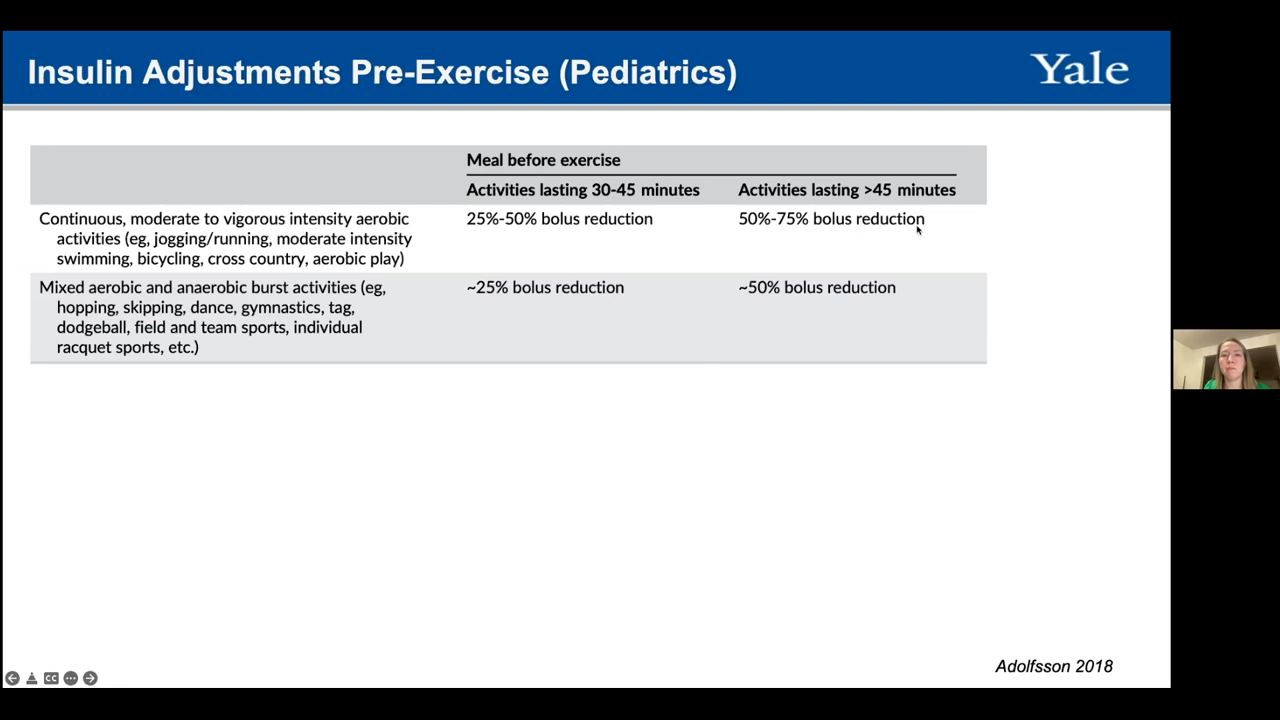 Insulin Adjustments Pre-Exercise (Pediatrics)
Yale
Meal before exercise
Activities lasting 30-45 minutes
Activities lasting >45 minutes
Continuous, moderate to vigorous intensity aerobic
activities (eg, jogging/running, moderate intensity
swimming, bicycling, cross country, aerobic play)
25%-50% bolus reduction
50%-75% bolus reduction
Mixed aerobic and anaerobic burst activities (eg,
hopping, skipping, dance, gymnastics, tag,
dodgeball, field and team sports, individual
racquet sports, etc.)
~25% bolus reduction
~50% bolus reduction
Adolfsson 2018
CC